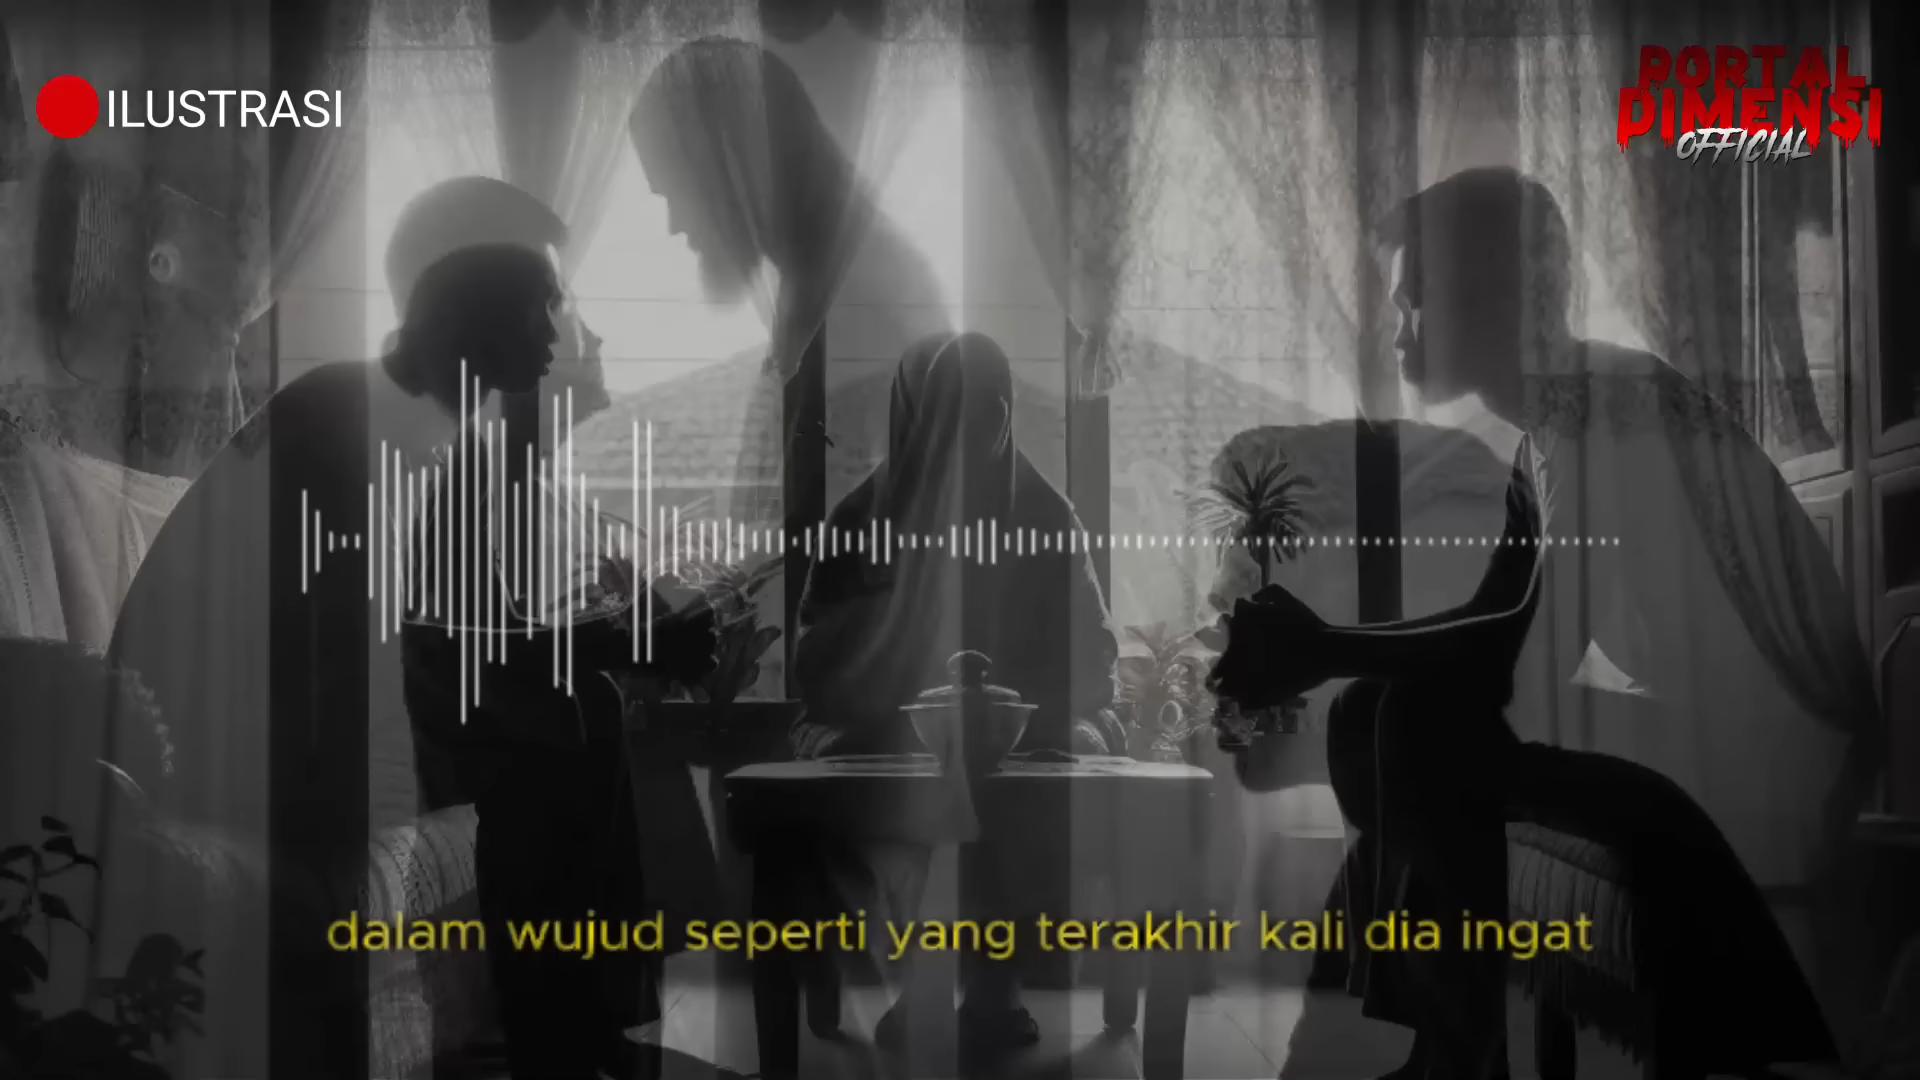 ILUSTRASI
PORTAL
DIMENSI
OFFICIAL
dalam wujud seperti yang terakhir kali dia ingat